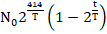 N₀2^(414/T) (1 − 2^(t/T))